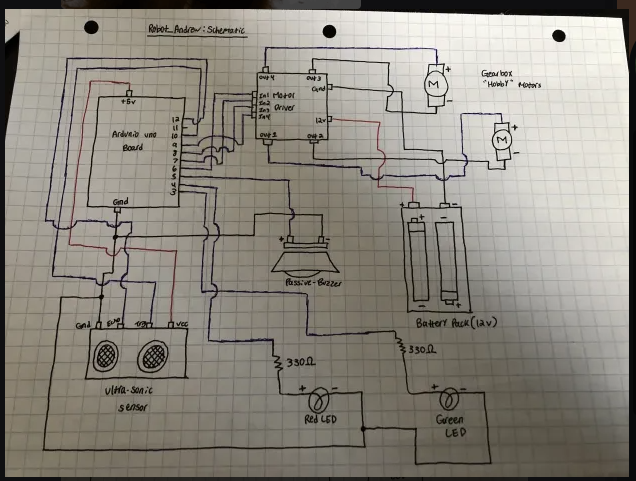 Robot Andrew: Schematic
out 4
out 3
+
M
-
Gearbox
"Hobby" Motors
+5v
Arduino uno
Board
12
11
10
9
8
7
6
5
4
3
Gnd
In1
In2
In3
In4
Motor
Driver
Gnd
12v
out 1
out 2
+
M
-
+ -
Passive-Buzzer
+ -
+ -
- +
Battery Pack (12v)
Gnd Echo Trig Vcc
Ultra-sonic
sensor
330Ω
330Ω
+ -
Red LED
+ -
Green
LED